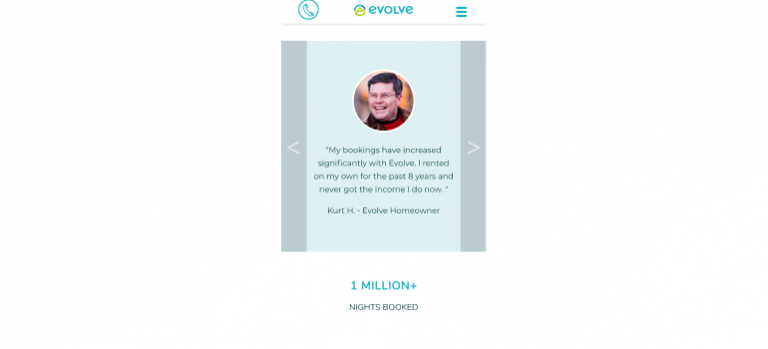 evolve
"My bookings have increased
significantly with Evolve. I rented
on my own for the past 8 years and
never got the income I do now. "
Kurt H. - Evolve Homeowner
1 MILLION+
NIGHTS BOOKED